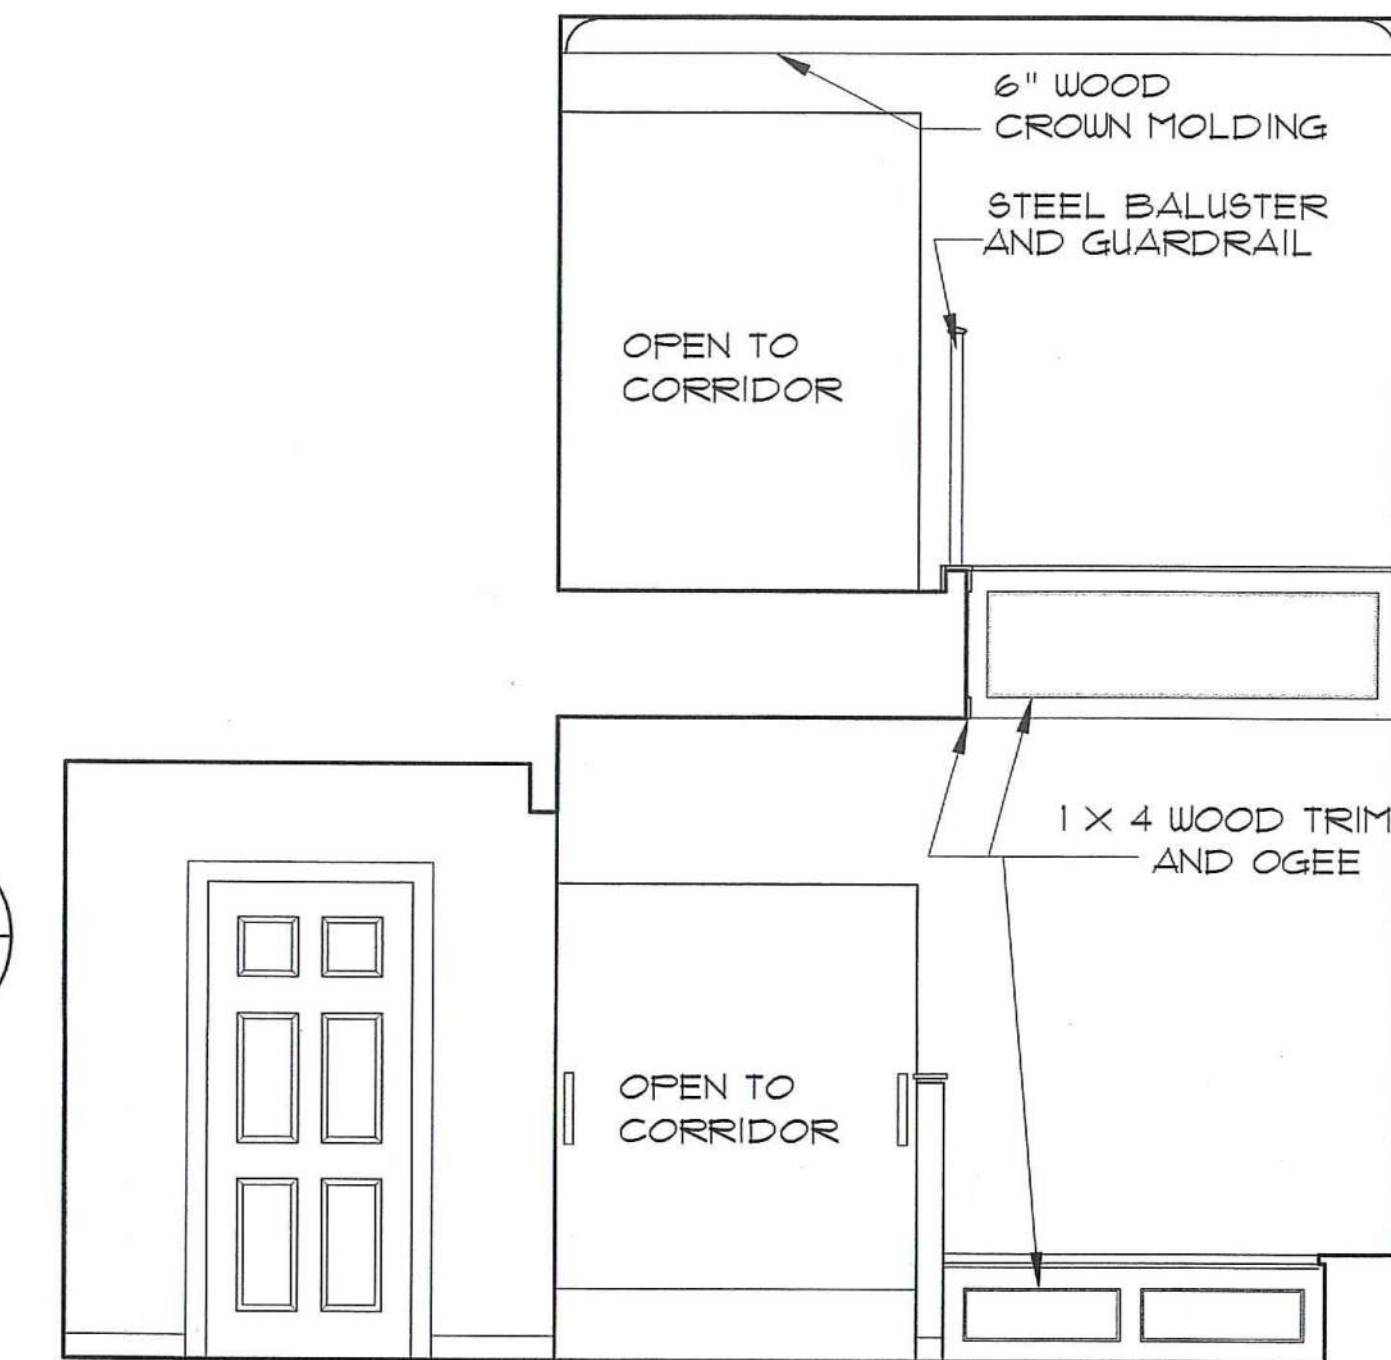 6" WOOD
CROWN MOLDING
STEEL BALUSTER
AND GUARDRAIL
OPEN TO
CORRIDOR
1 X 4 WOOD TRIM
AND OGEE
OPEN TO
CORRIDOR